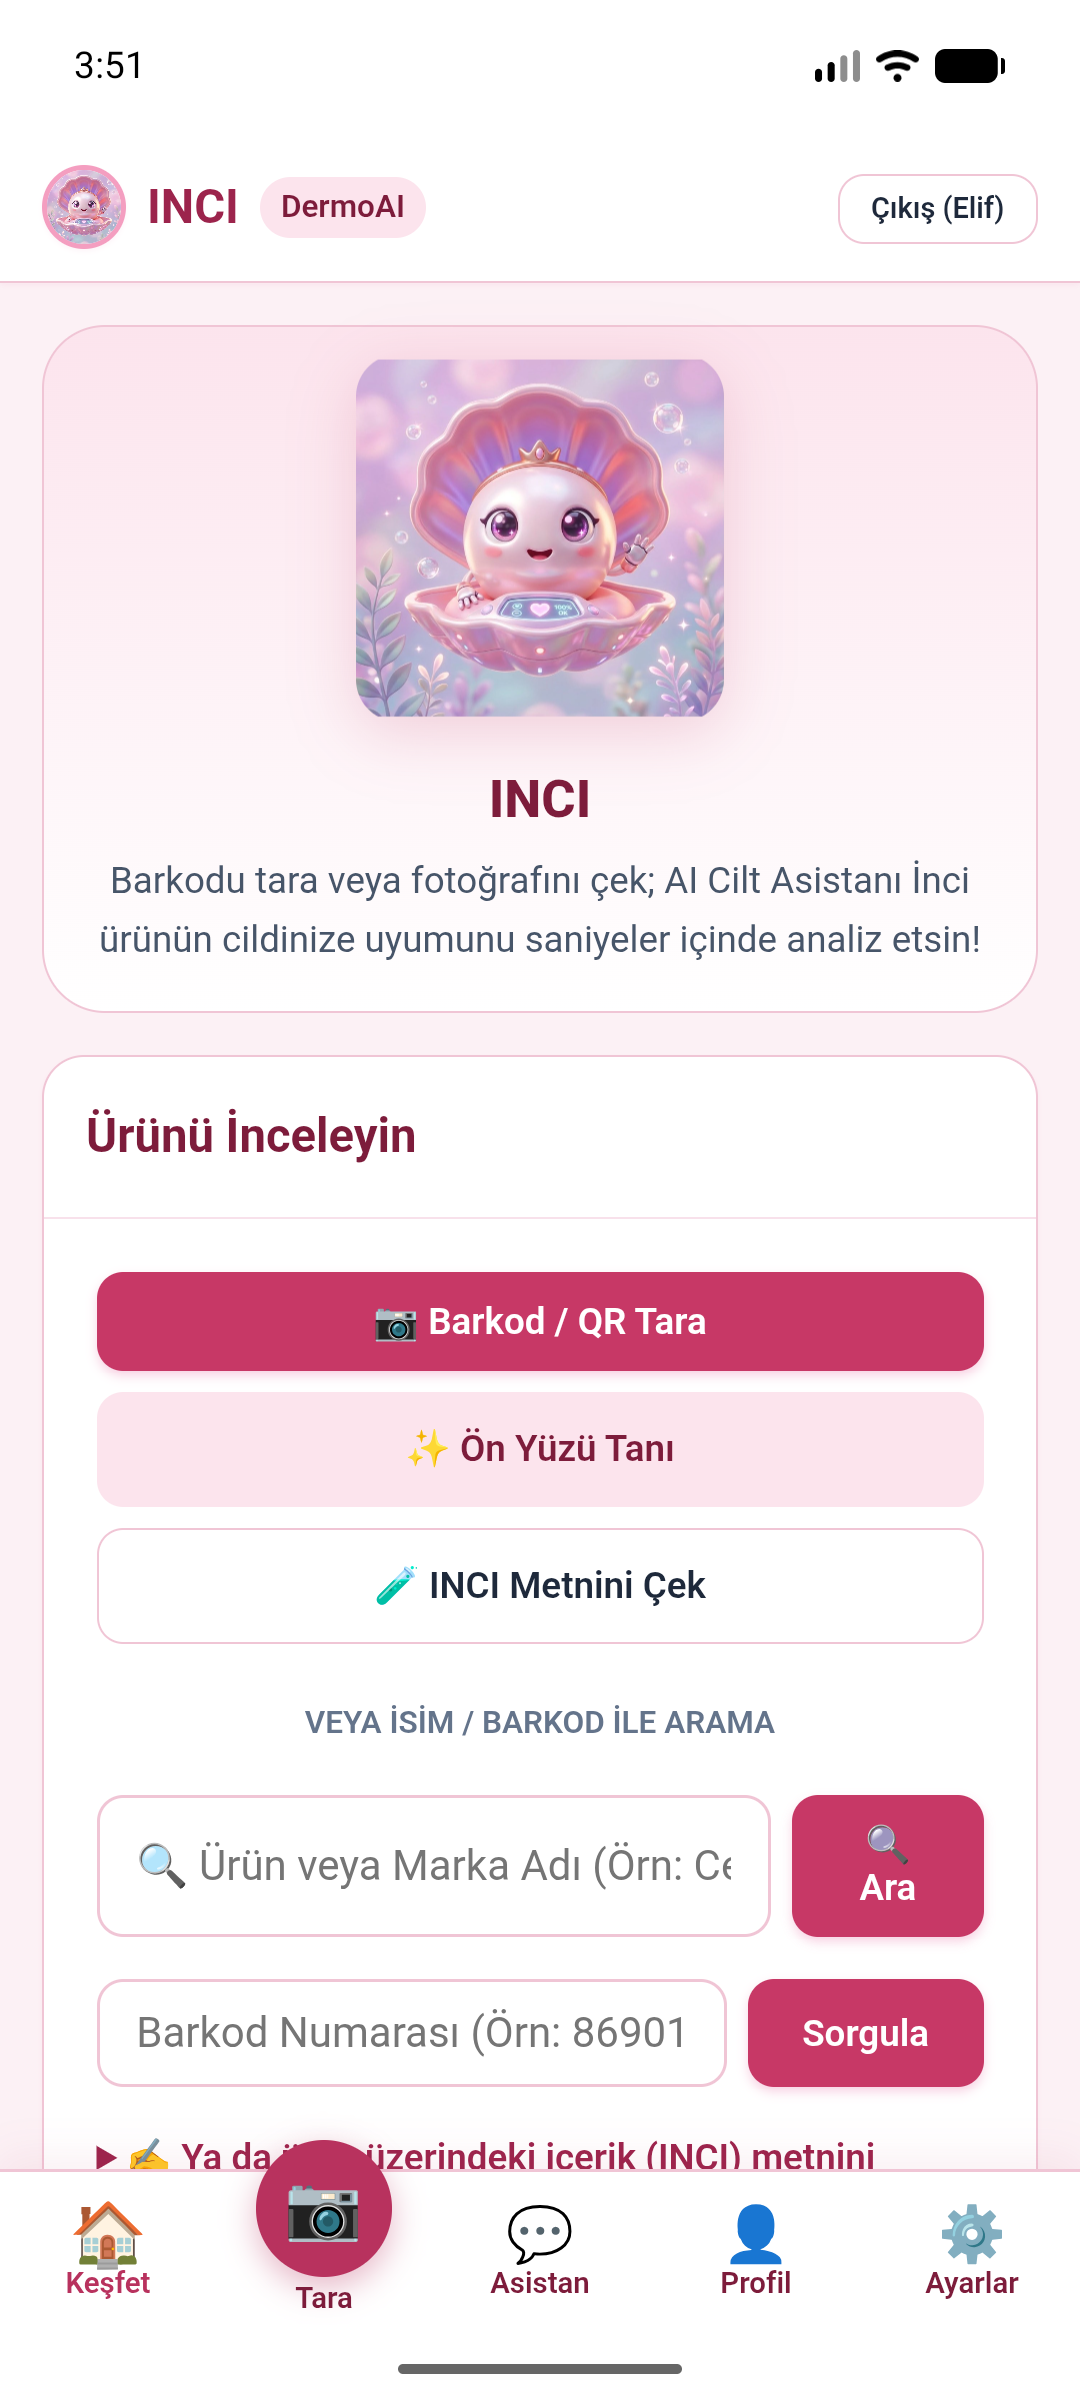 3:51
INCI
DermoAI
Çıkış (Elif)
INCI
Barkodu tara veya fotoğrafını çek; AI Cilt Asistanı İnci
ürünün cildinize uyumunu saniyeler içinde analiz etsin!
Ürünü İnceleyin
📷 Barkod / QR Tara
✨ Ön Yüzü Tanı
🧪 INCI Metnini Çek
VEYA İSİM / BARKOD İLE ARAMA
🔍 Ürün veya Marka Adı (Örn: Ce
🔍 Ara
Barkod Numarası (Örn: 86901
Sorgula
▶ ✍️ Ya da üzerindeki içerik (INCI) metnini
Keşfet
Tara
Asistan
Profil
Ayarlar